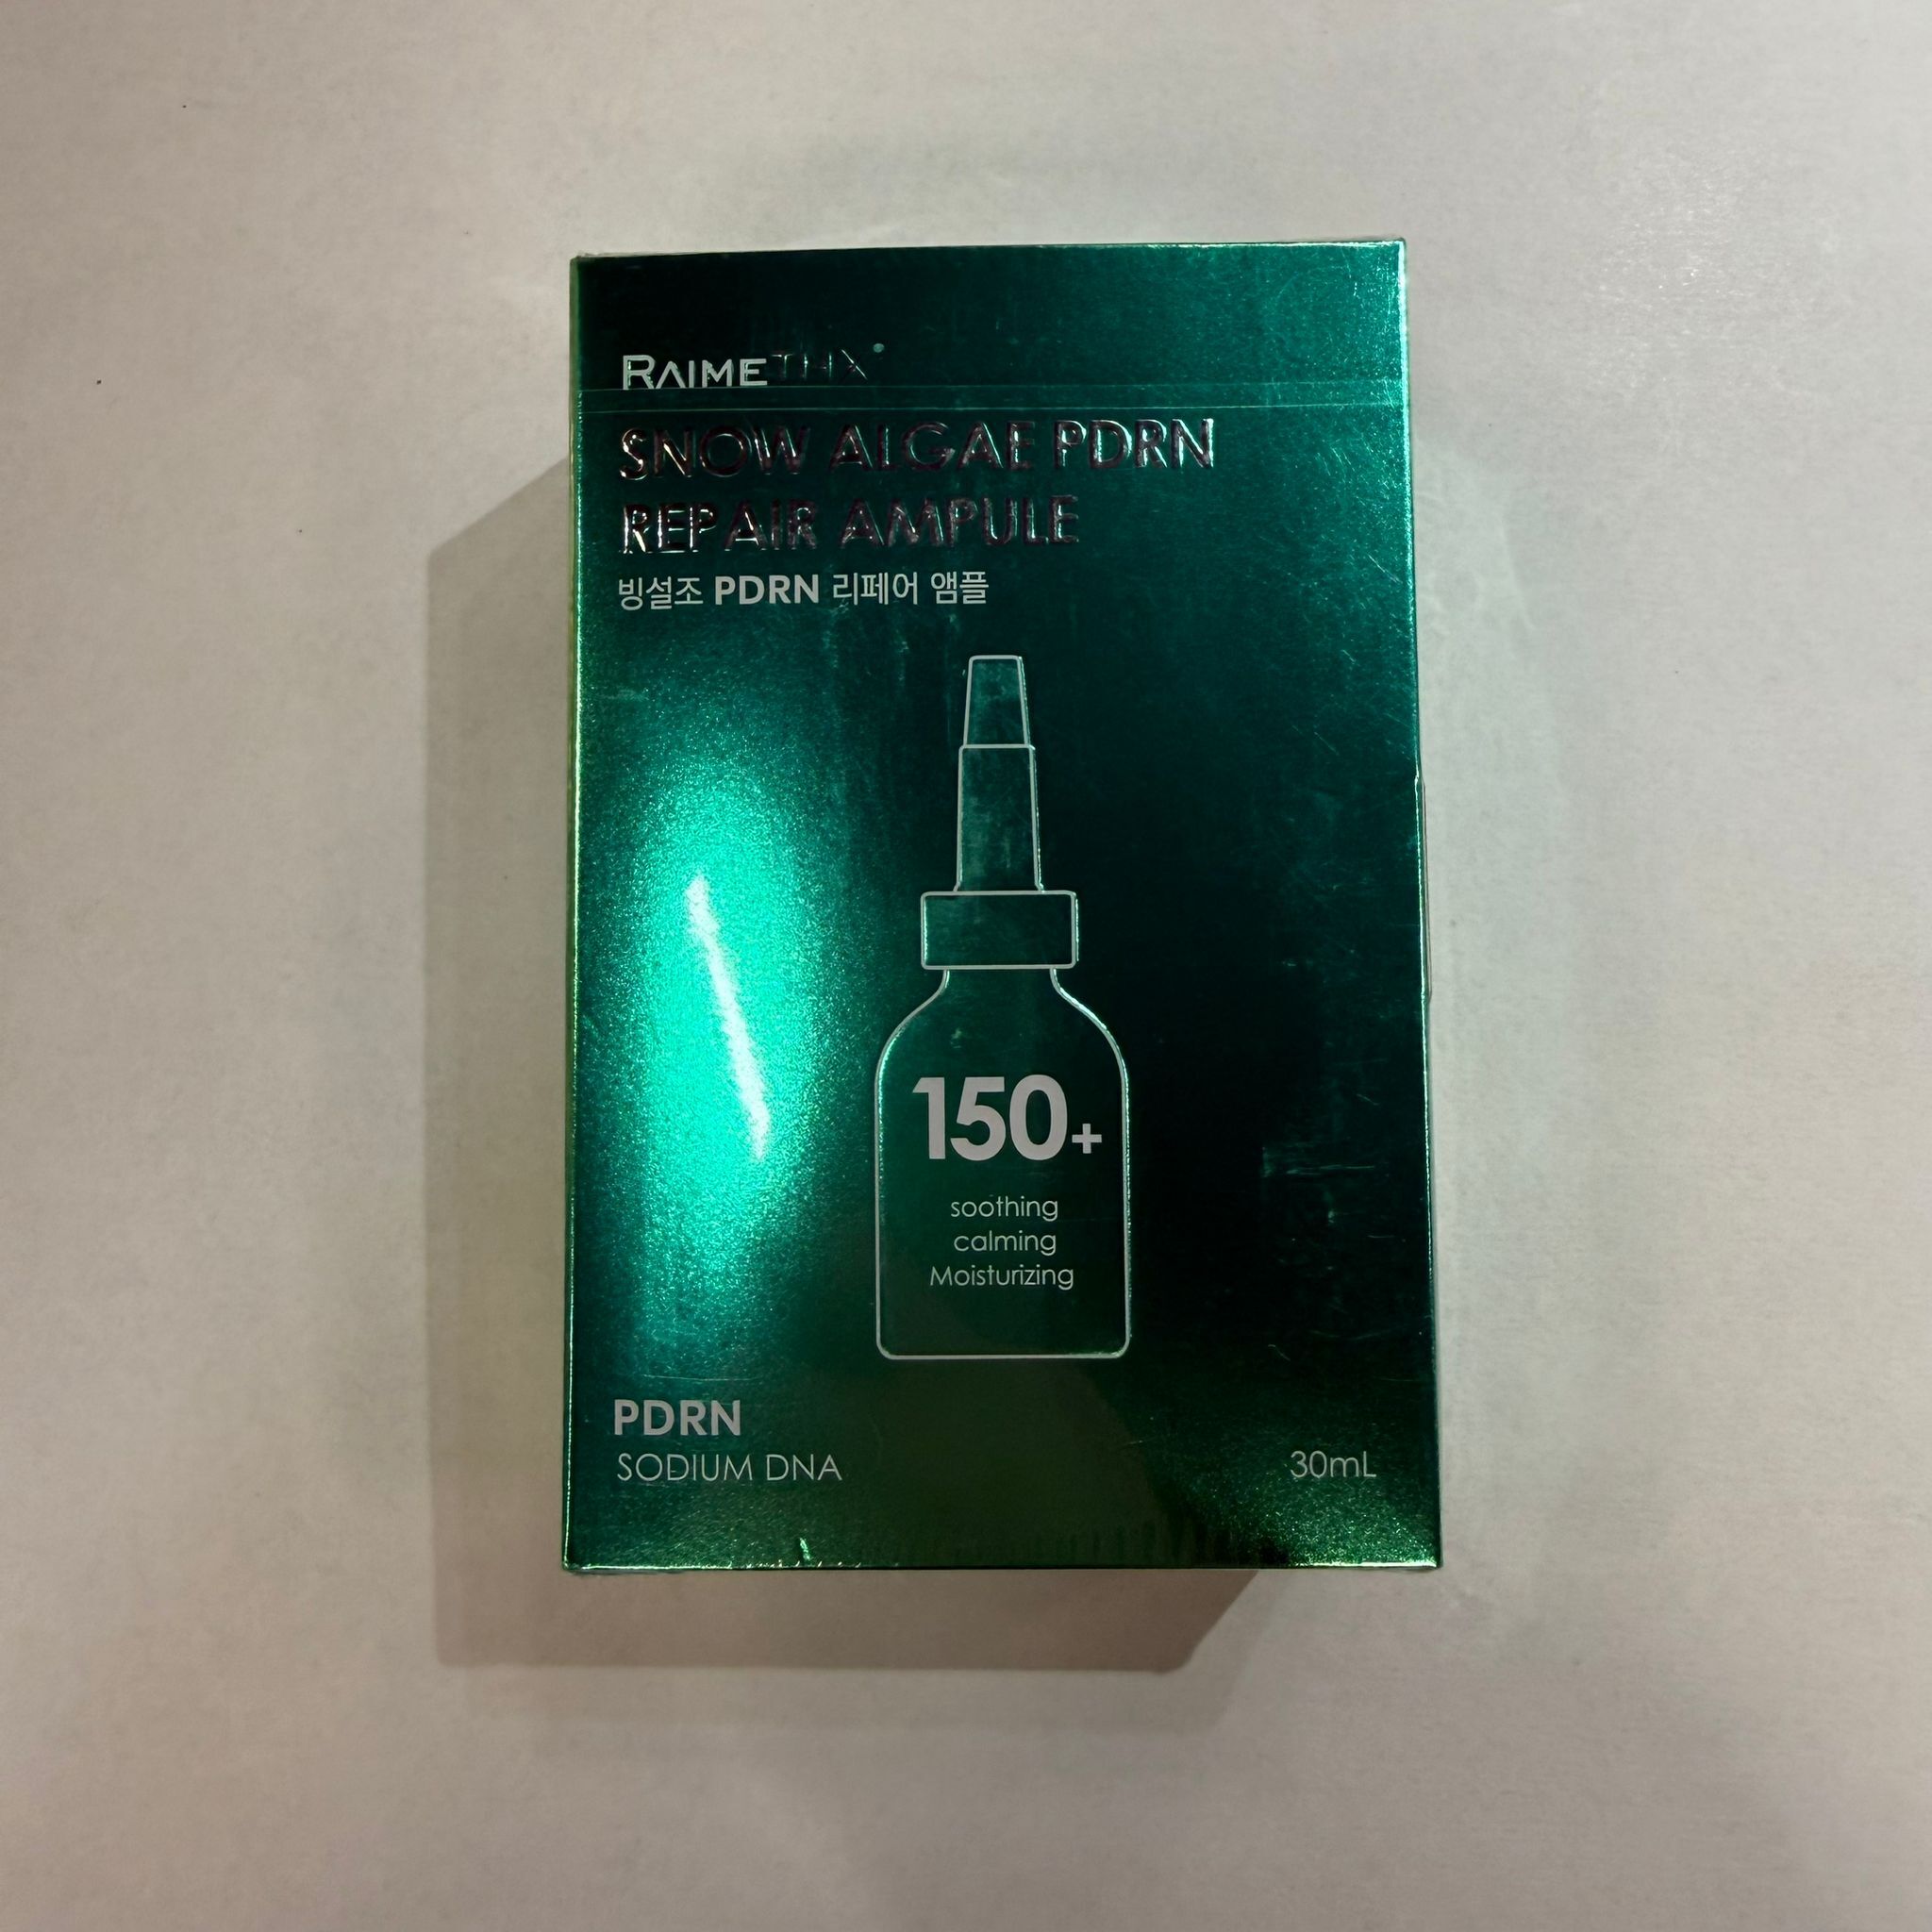 RAIMETHX
SNOW ALGAE PDRN
REPAIR AMPULE
빙설조 PDRN 리페어 앰플
150+
soothing
calming
Moisturizing
PDRN
SODIUM DNA
30mL